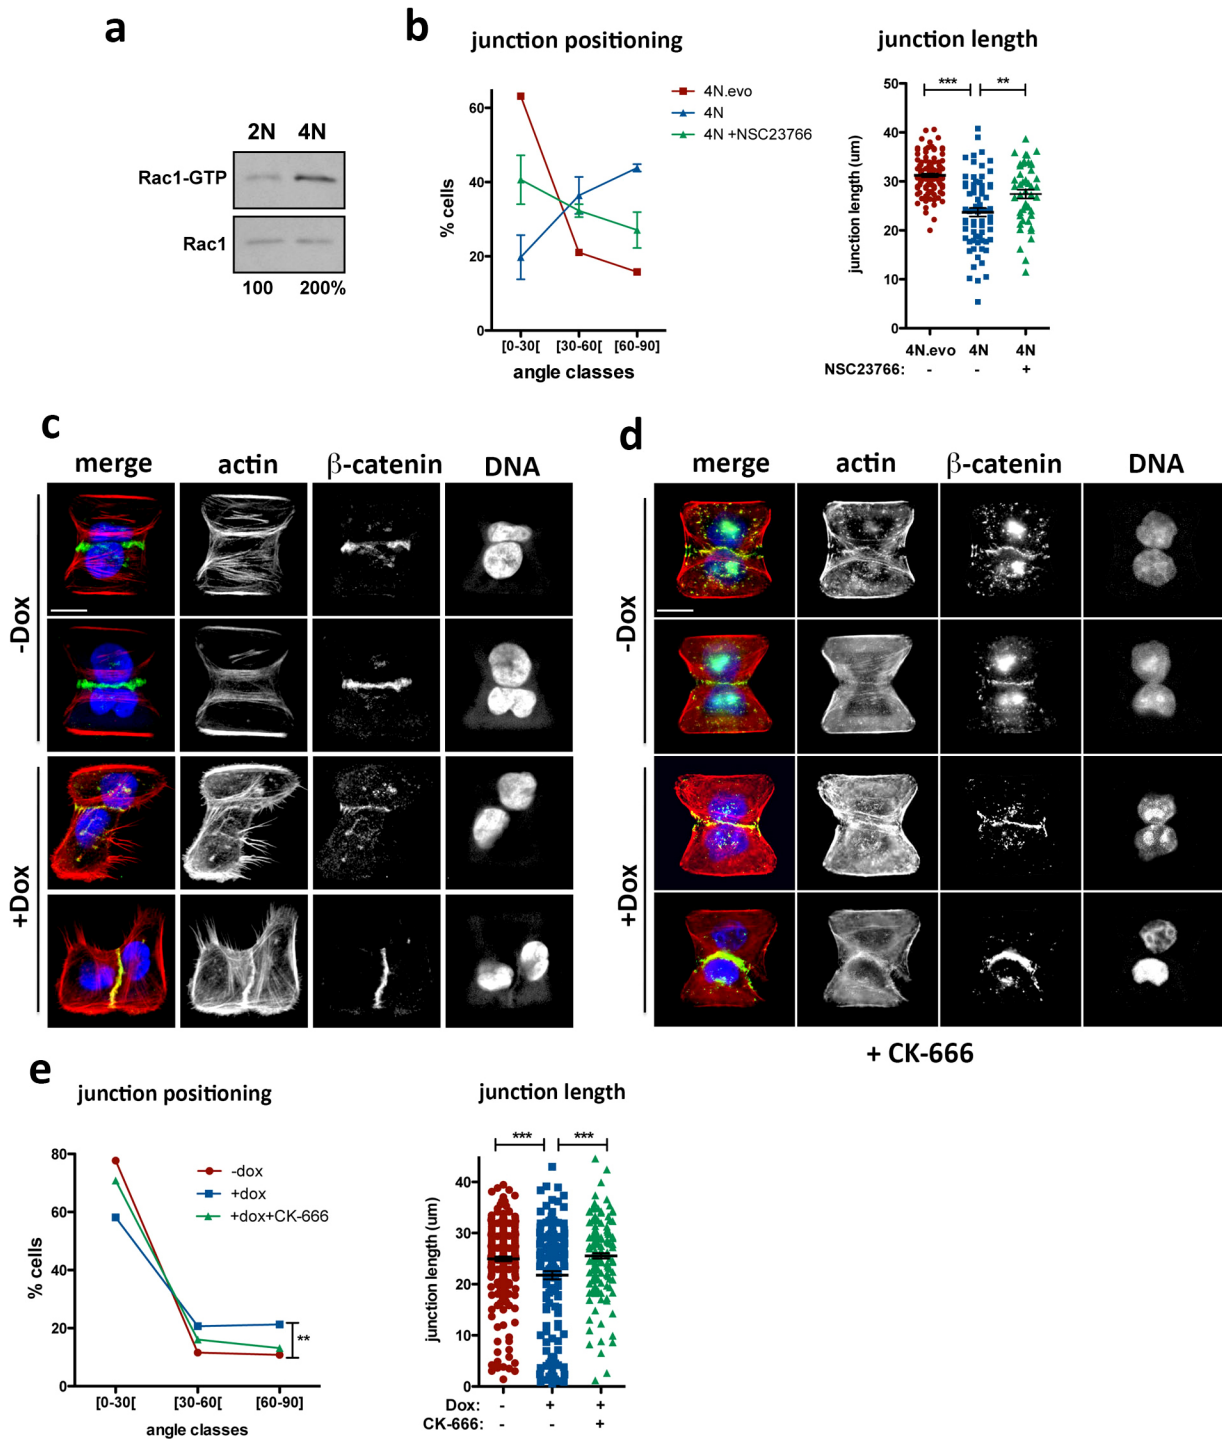 a
2N 4N
Rac1-GTP
Rac1
100 200%
b
junction positioning
4N.evo
4N
4N +NSC23766
60
40
20
0
% cells
[0-30[ [30-60[ [60-90]
angle classes
junction length
*** **
50
40
30
20
10
0
junction length (um)
4N.evo 4N 4N
NSC23766: - - +
c
merge actin β-catenin DNA
-Dox
+Dox
d
merge actin β-catenin DNA
-Dox
+Dox
+ CK-666
e
junction positioning
-dox
+dox
+dox+CK-666
80
60
40
20
0
% cells
**
[0-30[ [30-60[ [60-90]
angle classes
junction length
*** ***
40
30
20
10
0
junction length (um)
Dox: - + +
CK-666: - - +